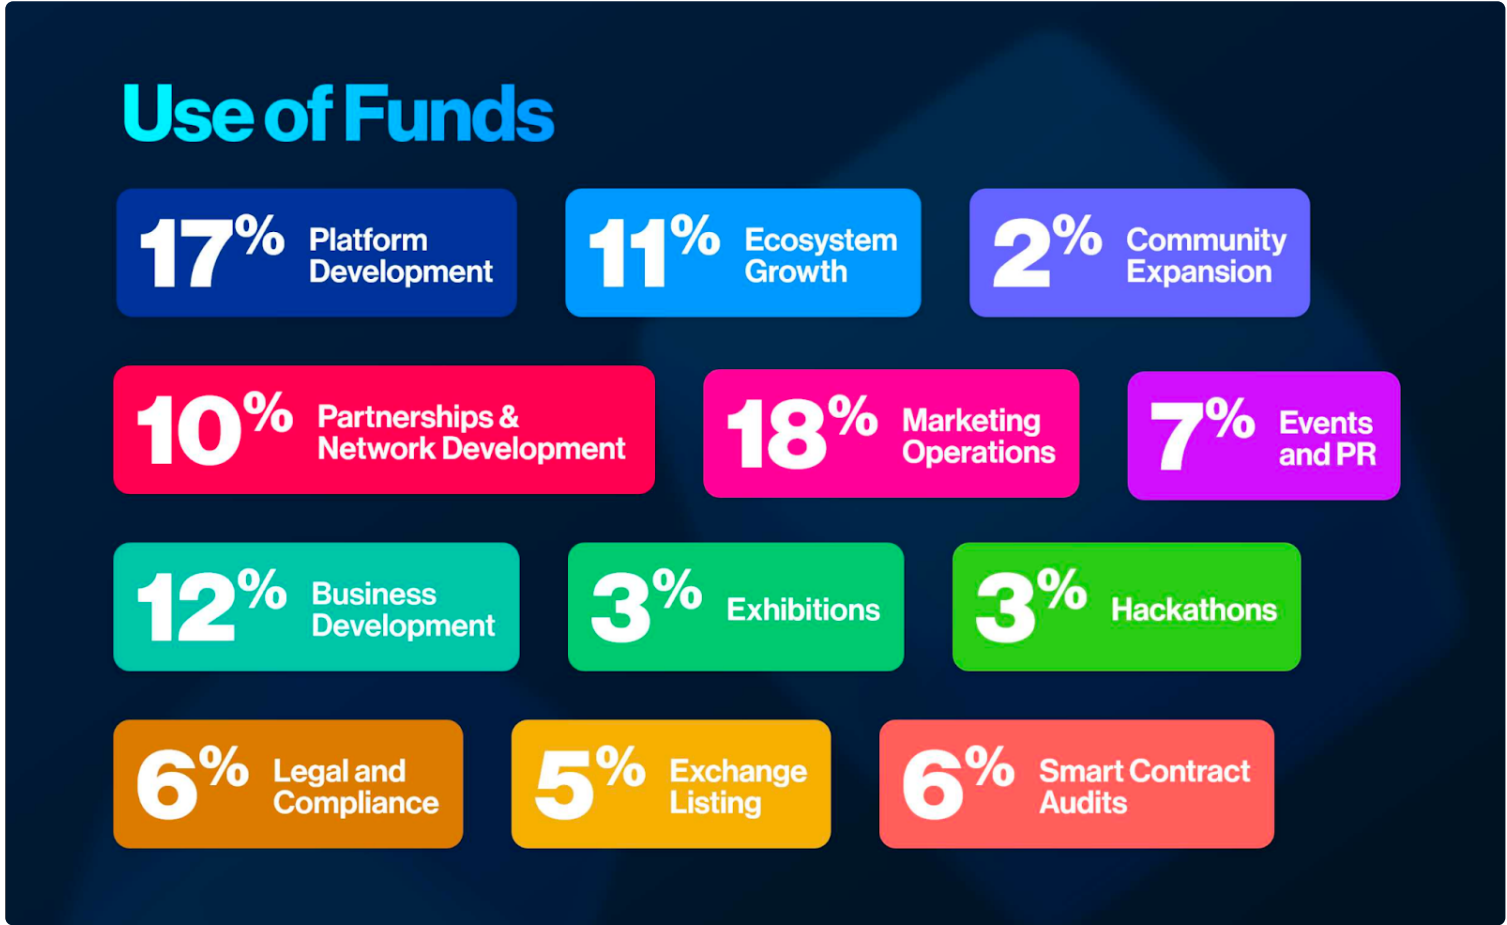 Use of Funds
17% Platform
Development
11% Ecosystem
Growth
2% Community
Expansion
10% Partnerships &
Network Development
18% Marketing
Operations
7% Events
and PR
12% Business
Development
3% Exhibitions
3% Hackathons
6% Legal and
Compliance
5% Exchange
Listing
6% Smart Contract
Audits